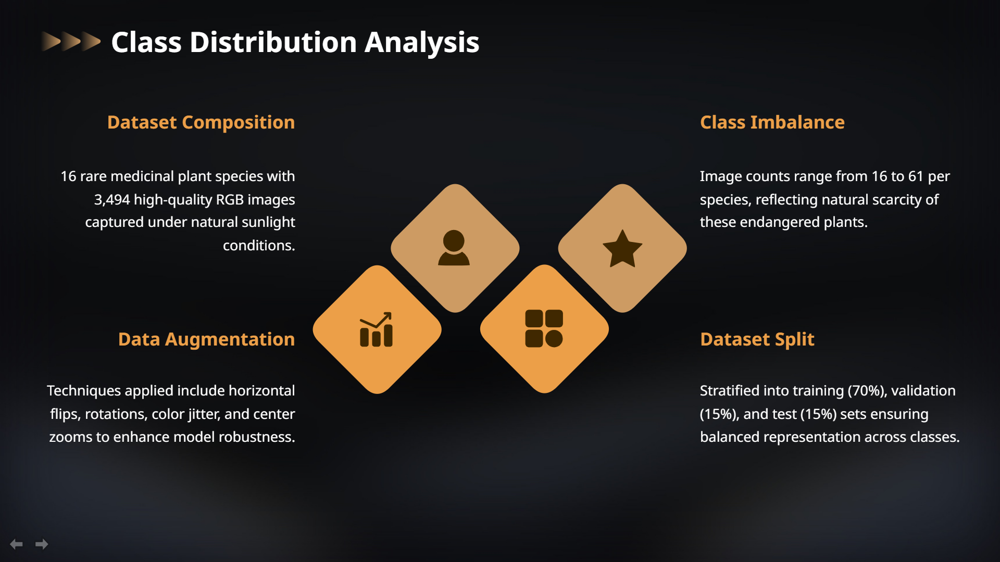 Class Distribution Analysis
Dataset Composition
16 rare medicinal plant species with
3,494 high-quality RGB images
captured under natural sunlight
conditions.
Class Imbalance
Image counts range from 16 to 61 per
species, reflecting natural scarcity of
these endangered plants.
Data Augmentation
Techniques applied include horizontal
flips, rotations, color jitter, and center
zooms to enhance model robustness.
Dataset Split
Stratified into training (70%), validation
(15%), and test (15%) sets ensuring
balanced representation across classes.